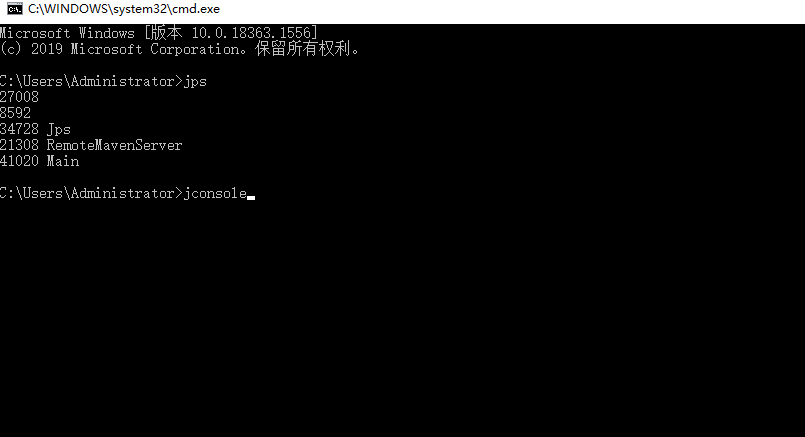 C:\WINDOWS\system32\cmd.exe
Microsoft Windows [版本 10.0.18363.1556]
(c) 2019 Microsoft Corporation。保留所有权利。
C:\Users\Administrator>jps
27008
8592
34728 Jps
21308 RemoteMavenServer
41020 Main
C:\Users\Administrator>jconsole